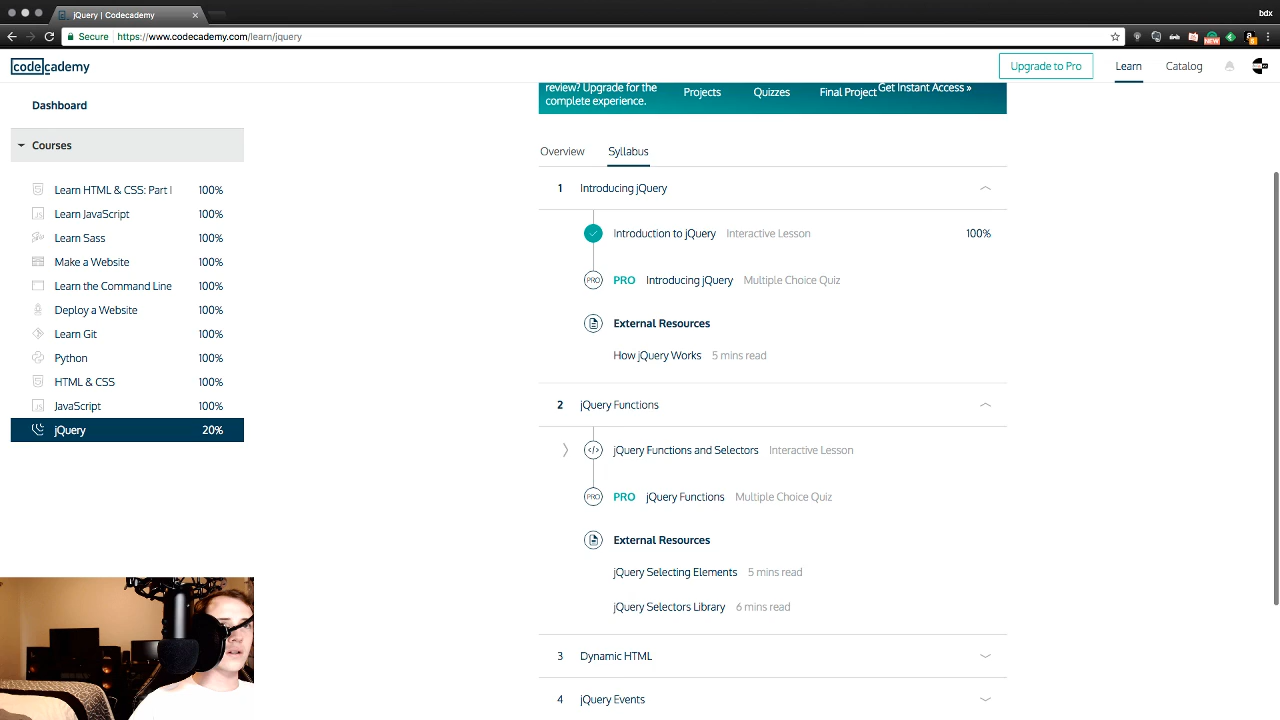 jQuery | Codecademy
bdx
Secure https://www.codecademy.com/learn/jquery
NEW
codecademy
Upgrade to Pro
Learn
Catalog
Dashboard
Courses
Learn HTML & CSS: Part I 100%
Learn JavaScript 100%
Learn Sass 100%
Make a Website 100%
Learn the Command Line 100%
Deploy a Website 100%
Learn Git 100%
Python 100%
HTML & CSS 100%
JavaScript 100%
jQuery 20%
review? Upgrade for the
complete experience.
Projects
Quizzes
Final Project
Get Instant Access »
Overview
Syllabus
1 Introducing jQuery
Introduction to jQuery Interactive Lesson 100%
PRO PRO Introducing jQuery Multiple Choice Quiz
External Resources
How jQuery Works 5 mins read
2 jQuery Functions
</> jQuery Functions and Selectors Interactive Lesson
PRO PRO jQuery Functions Multiple Choice Quiz
External Resources
jQuery Selecting Elements 5 mins read
jQuery Selectors Library 6 mins read
3 Dynamic HTML
4 jQuery Events